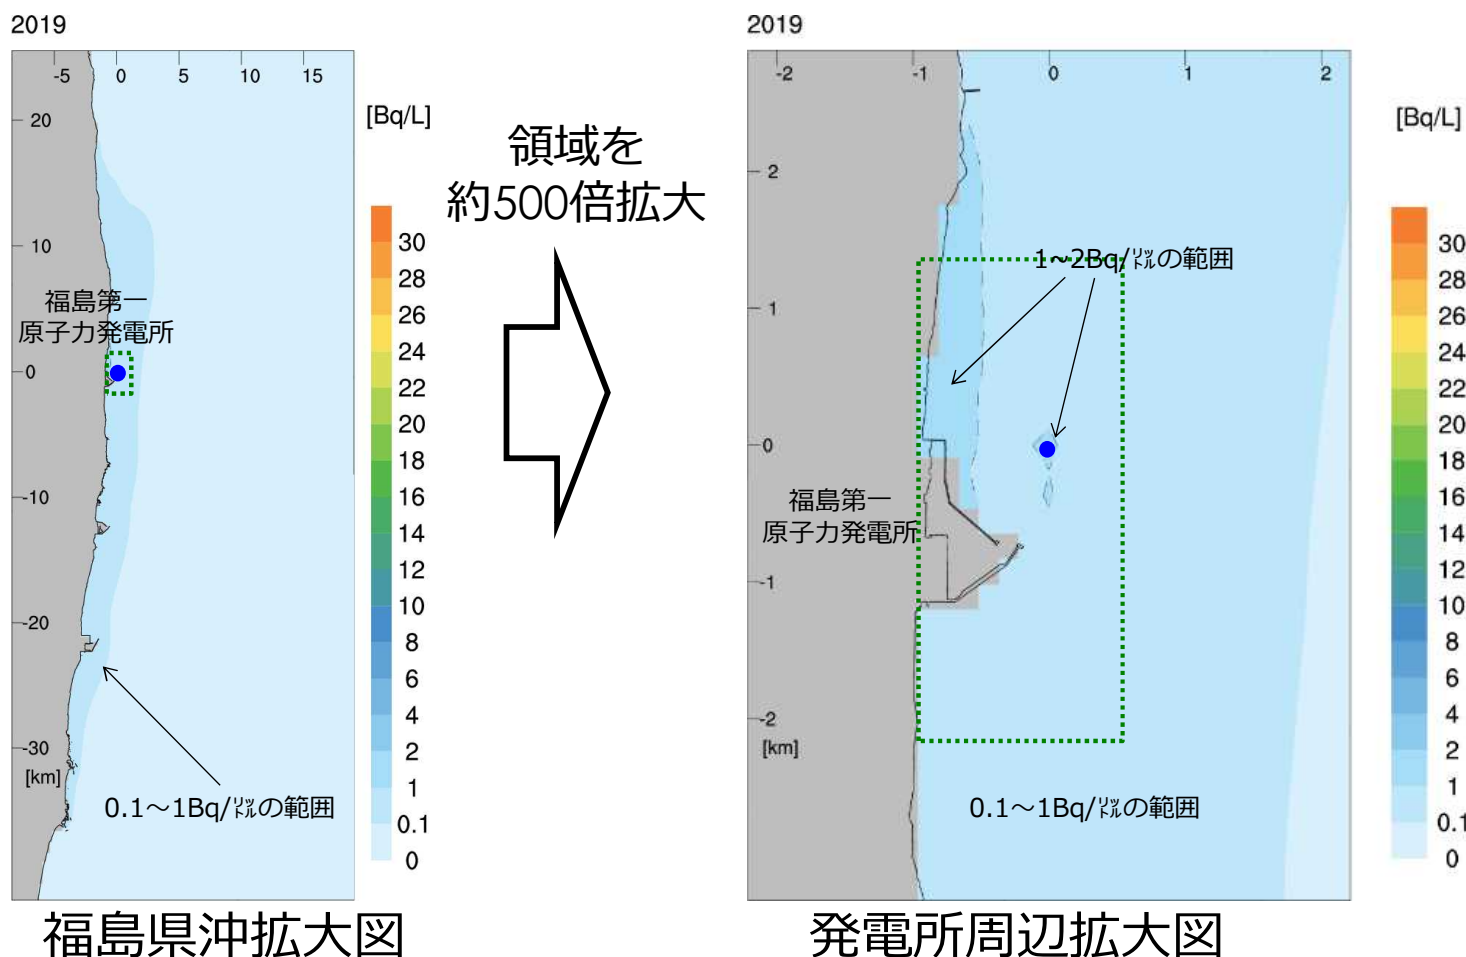 2019
-5 0 5 10 15
20
10
0
-10
-20
-30
[km]
福島第一
原子力発電所
0.1～1Bq/㍑の範囲
[Bq/L]
30
28
26
24
22
20
18
16
14
12
10
8
6
4
2
1
0.1
0
福島県沖拡大図
領域を
約500倍拡大
2019
-2 -1 0 1 2
2
1
0
-1
-2
[km]
1~2Bq/㍑の範囲
福島第一
原子力発電所
0.1～1Bq/㍑の範囲
[Bq/L]
30
28
26
24
22
20
18
16
14
12
10
8
6
4
2
1
0.1
0
発電所周辺拡大図